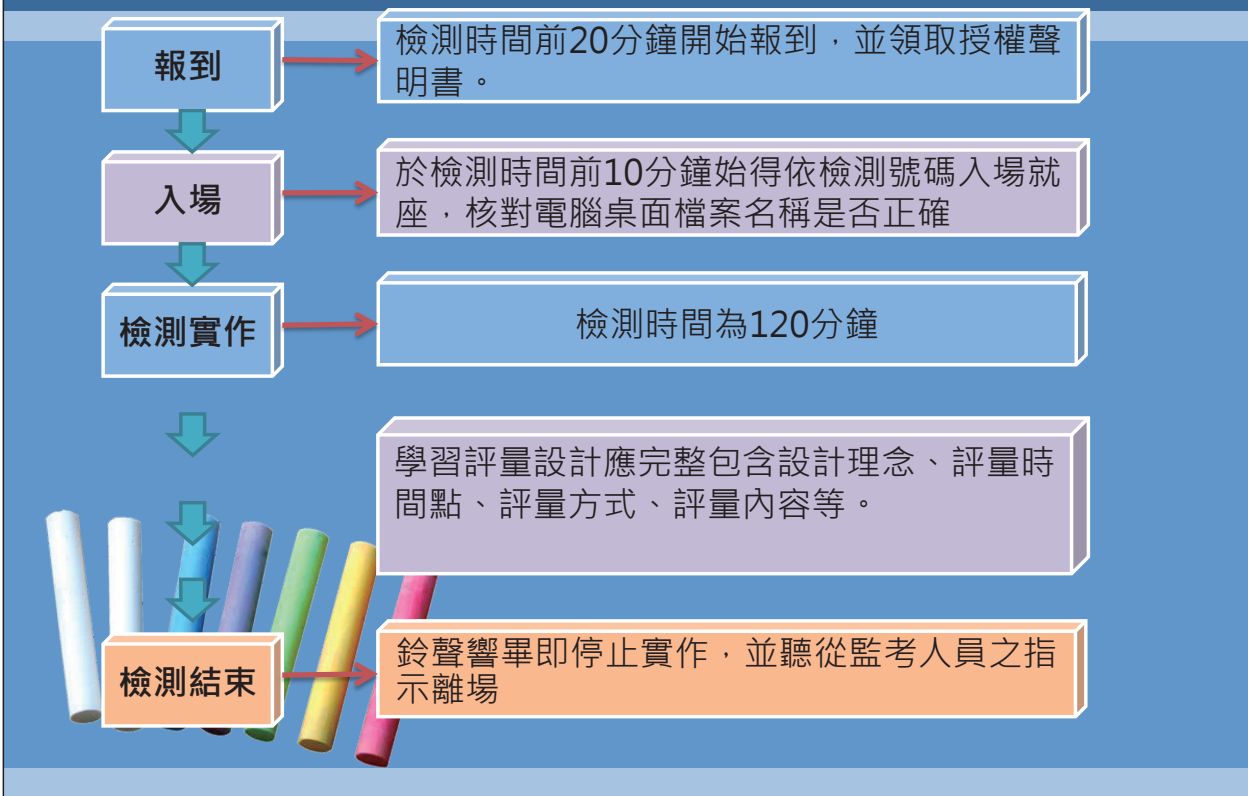 報到
檢測時間前20分鐘開始報到，並領取授權聲
明書。
入場
於檢測時間前10分鐘始得依檢測號碼入場就
座，核對電腦桌面檔案名稱是否正確
檢測實作
檢測時間為120分鐘
學習評量設計應完整包含設計理念、評量時
間點、評量方式、評量內容等。
檢測結束
鈴聲響畢即停止實作，並聽從監考人員之指
示離場